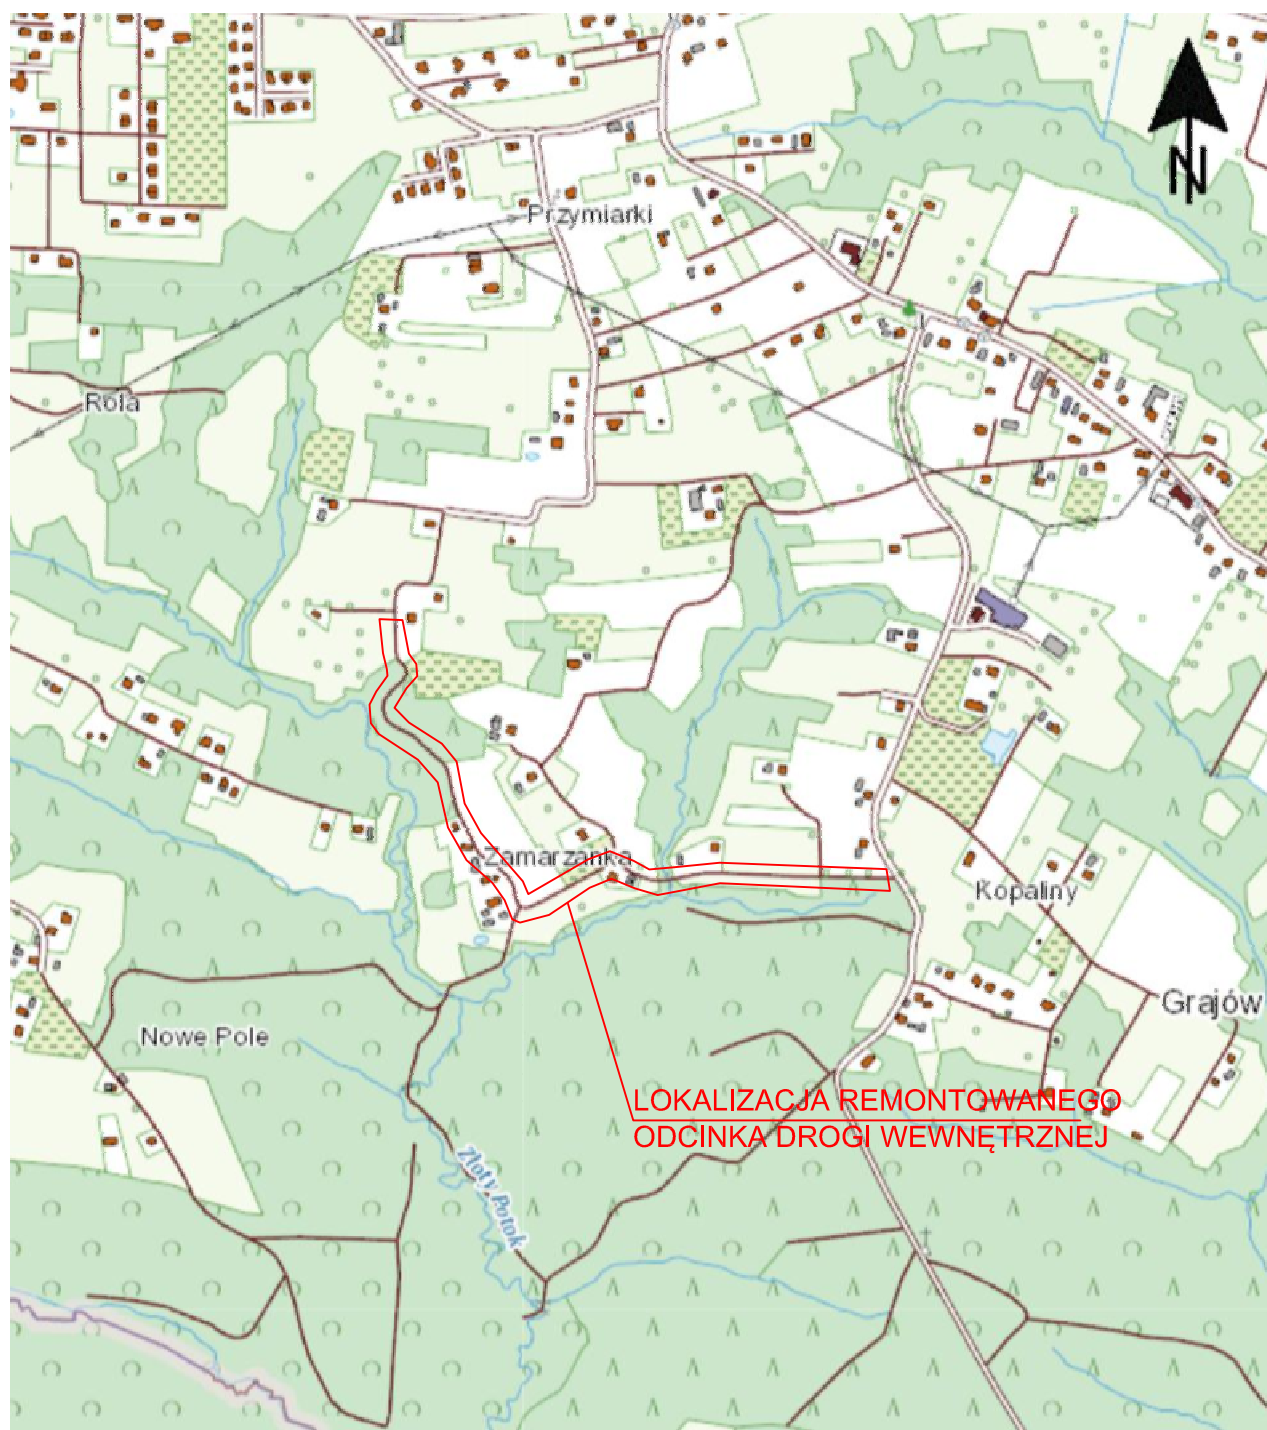 N
Przymiarki
Rola
Zamarzanka
Kopaliny
Grajów
Nowe Pole
LOKALIZACJA REMONTOWANEGO
ODCINKA DROGI WEWNĘTRZNEJ
Złoty Potok